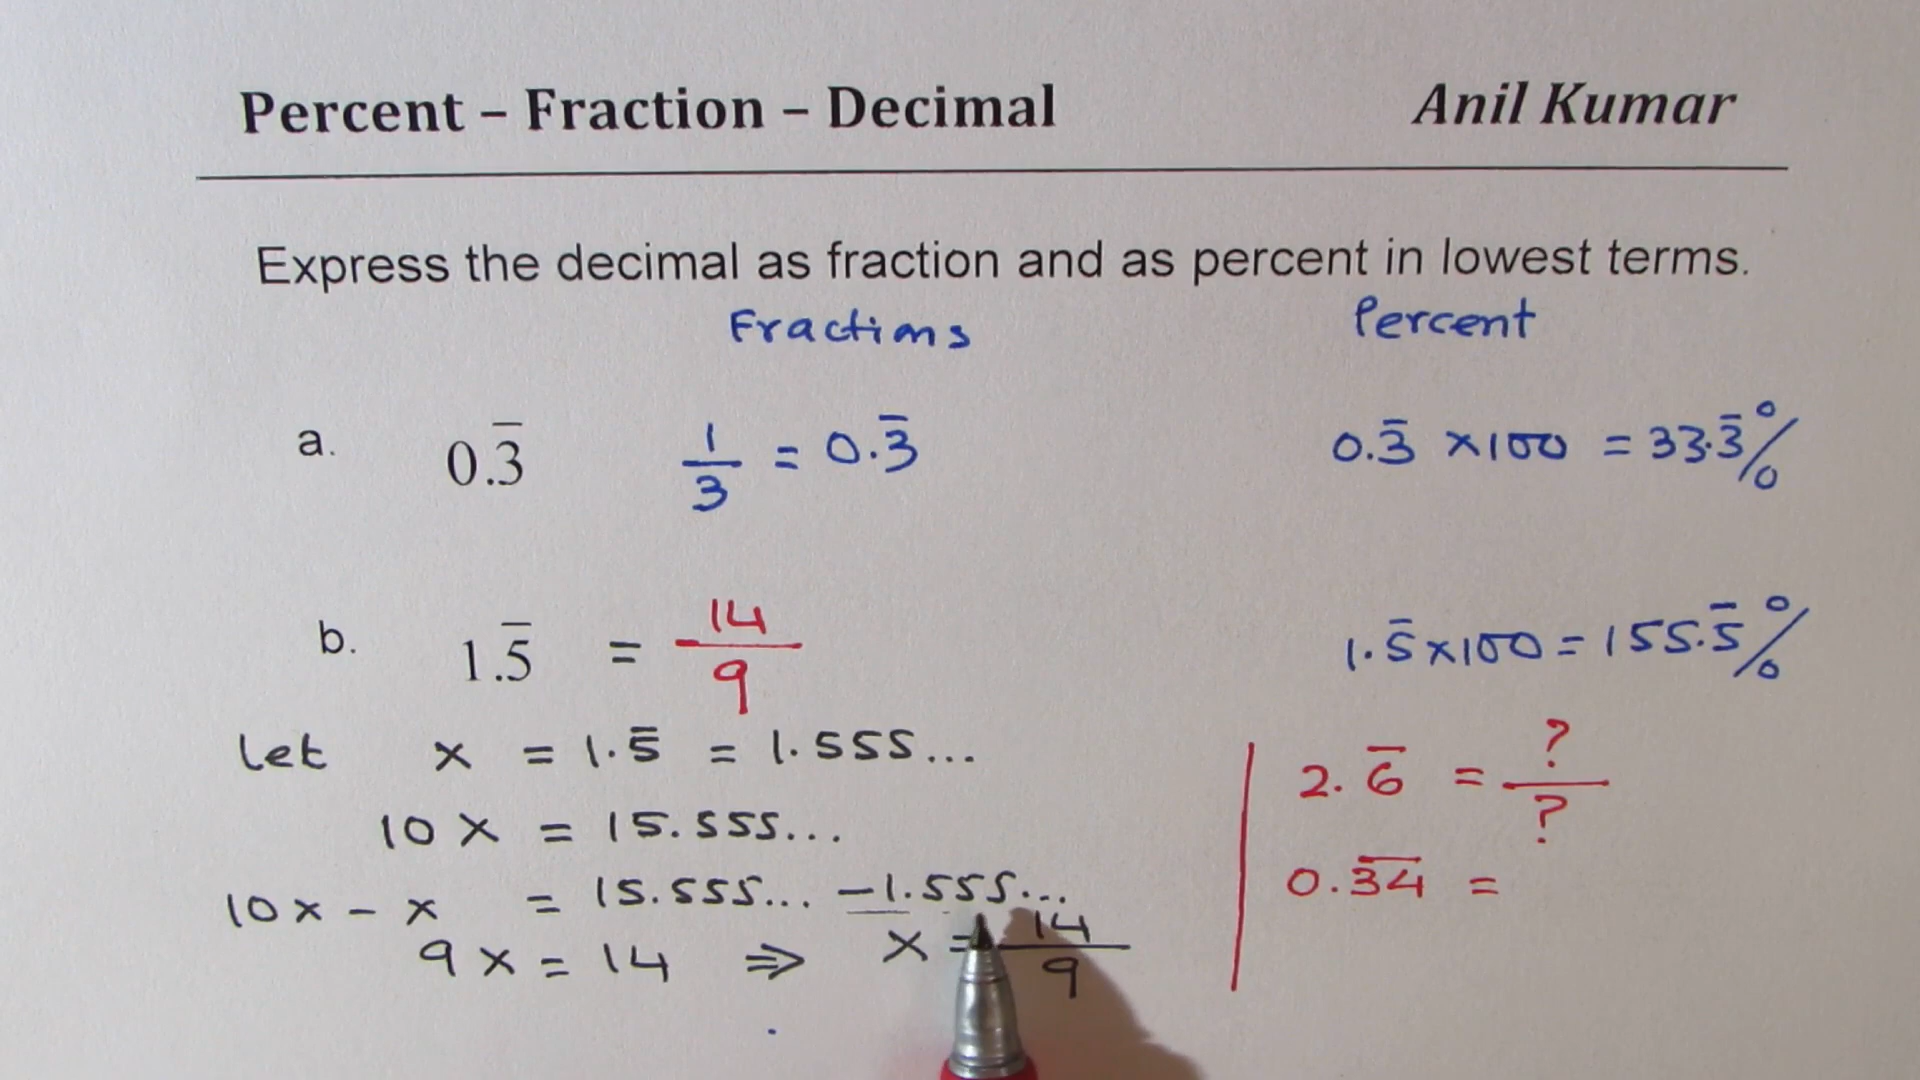 Percent – Fraction – Decimal Anil Kumar
Express the decimal as fraction and as percent in lowest terms.
Fractions Percent
a. 0.3̅ 1/3 = 0.3̅ 0.3̅ ×100 = 33.3̅%
b. 1.5̅ = 14/9 1.5̅×100 = 155.5̅%
let x = 1.5̅ = 1.555...
10x = 15.555...
10x - x = 15.555... -1.555...
9x = 14 ⇒ x = 14/9
2.6̅ = ?/?
0.3̅4̅ =